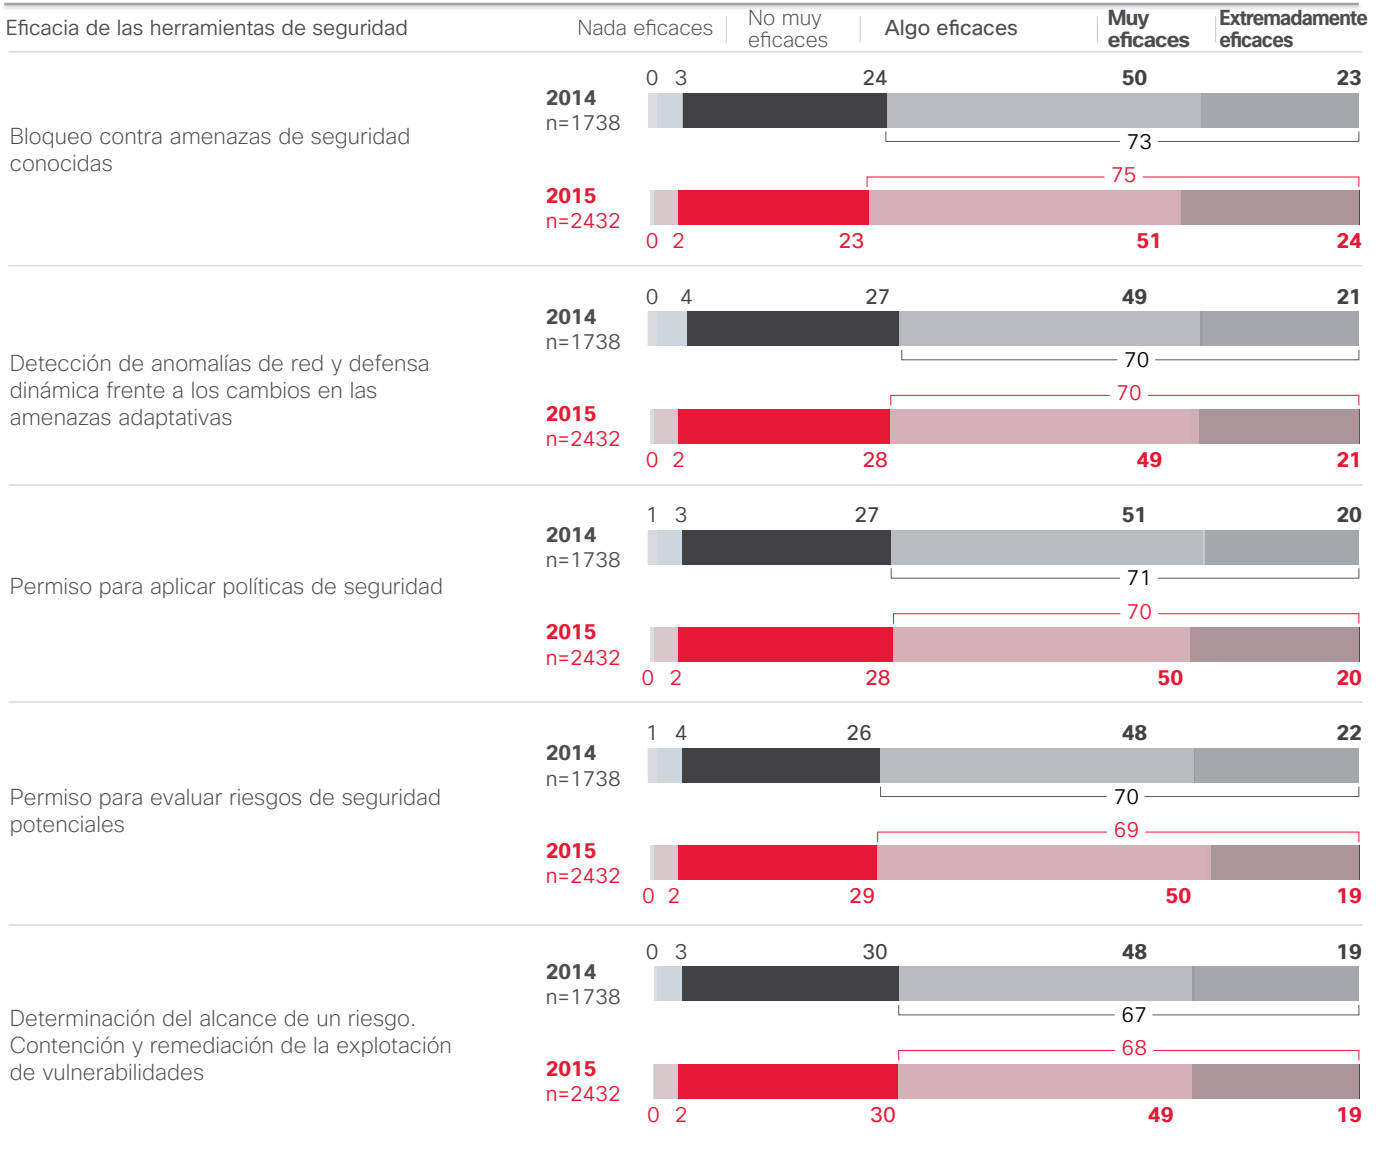 Eficacia de las herramientas de seguridad
Nada eficaces
No muy
eficaces
Algo eficaces
Muy
eficaces
Extremadamente
eficaces
Bloqueo contra amenazas de seguridad
conocidas
2014
n=1738
0 3 24 50 23
73
2015
n=2432
75
0 2 23 51 24
Detección de anomalías de red y defensa
dinámica frente a los cambios en las
amenazas adaptativas
2014
n=1738
0 4 27 49 21
70
2015
n=2432
70
0 2 28 49 21
Permiso para aplicar políticas de seguridad
2014
n=1738
1 3 27 51 20
71
2015
n=2432
70
0 2 28 50 20
Permiso para evaluar riesgos de seguridad
potenciales
2014
n=1738
1 4 26 48 22
70
2015
n=2432
69
0 2 29 50 19
Determinación del alcance de un riesgo.
Contención y remediación de la explotación
de vulnerabilidades
2014
n=1738
0 3 30 48 19
67
2015
n=2432
68
0 2 30 49 19